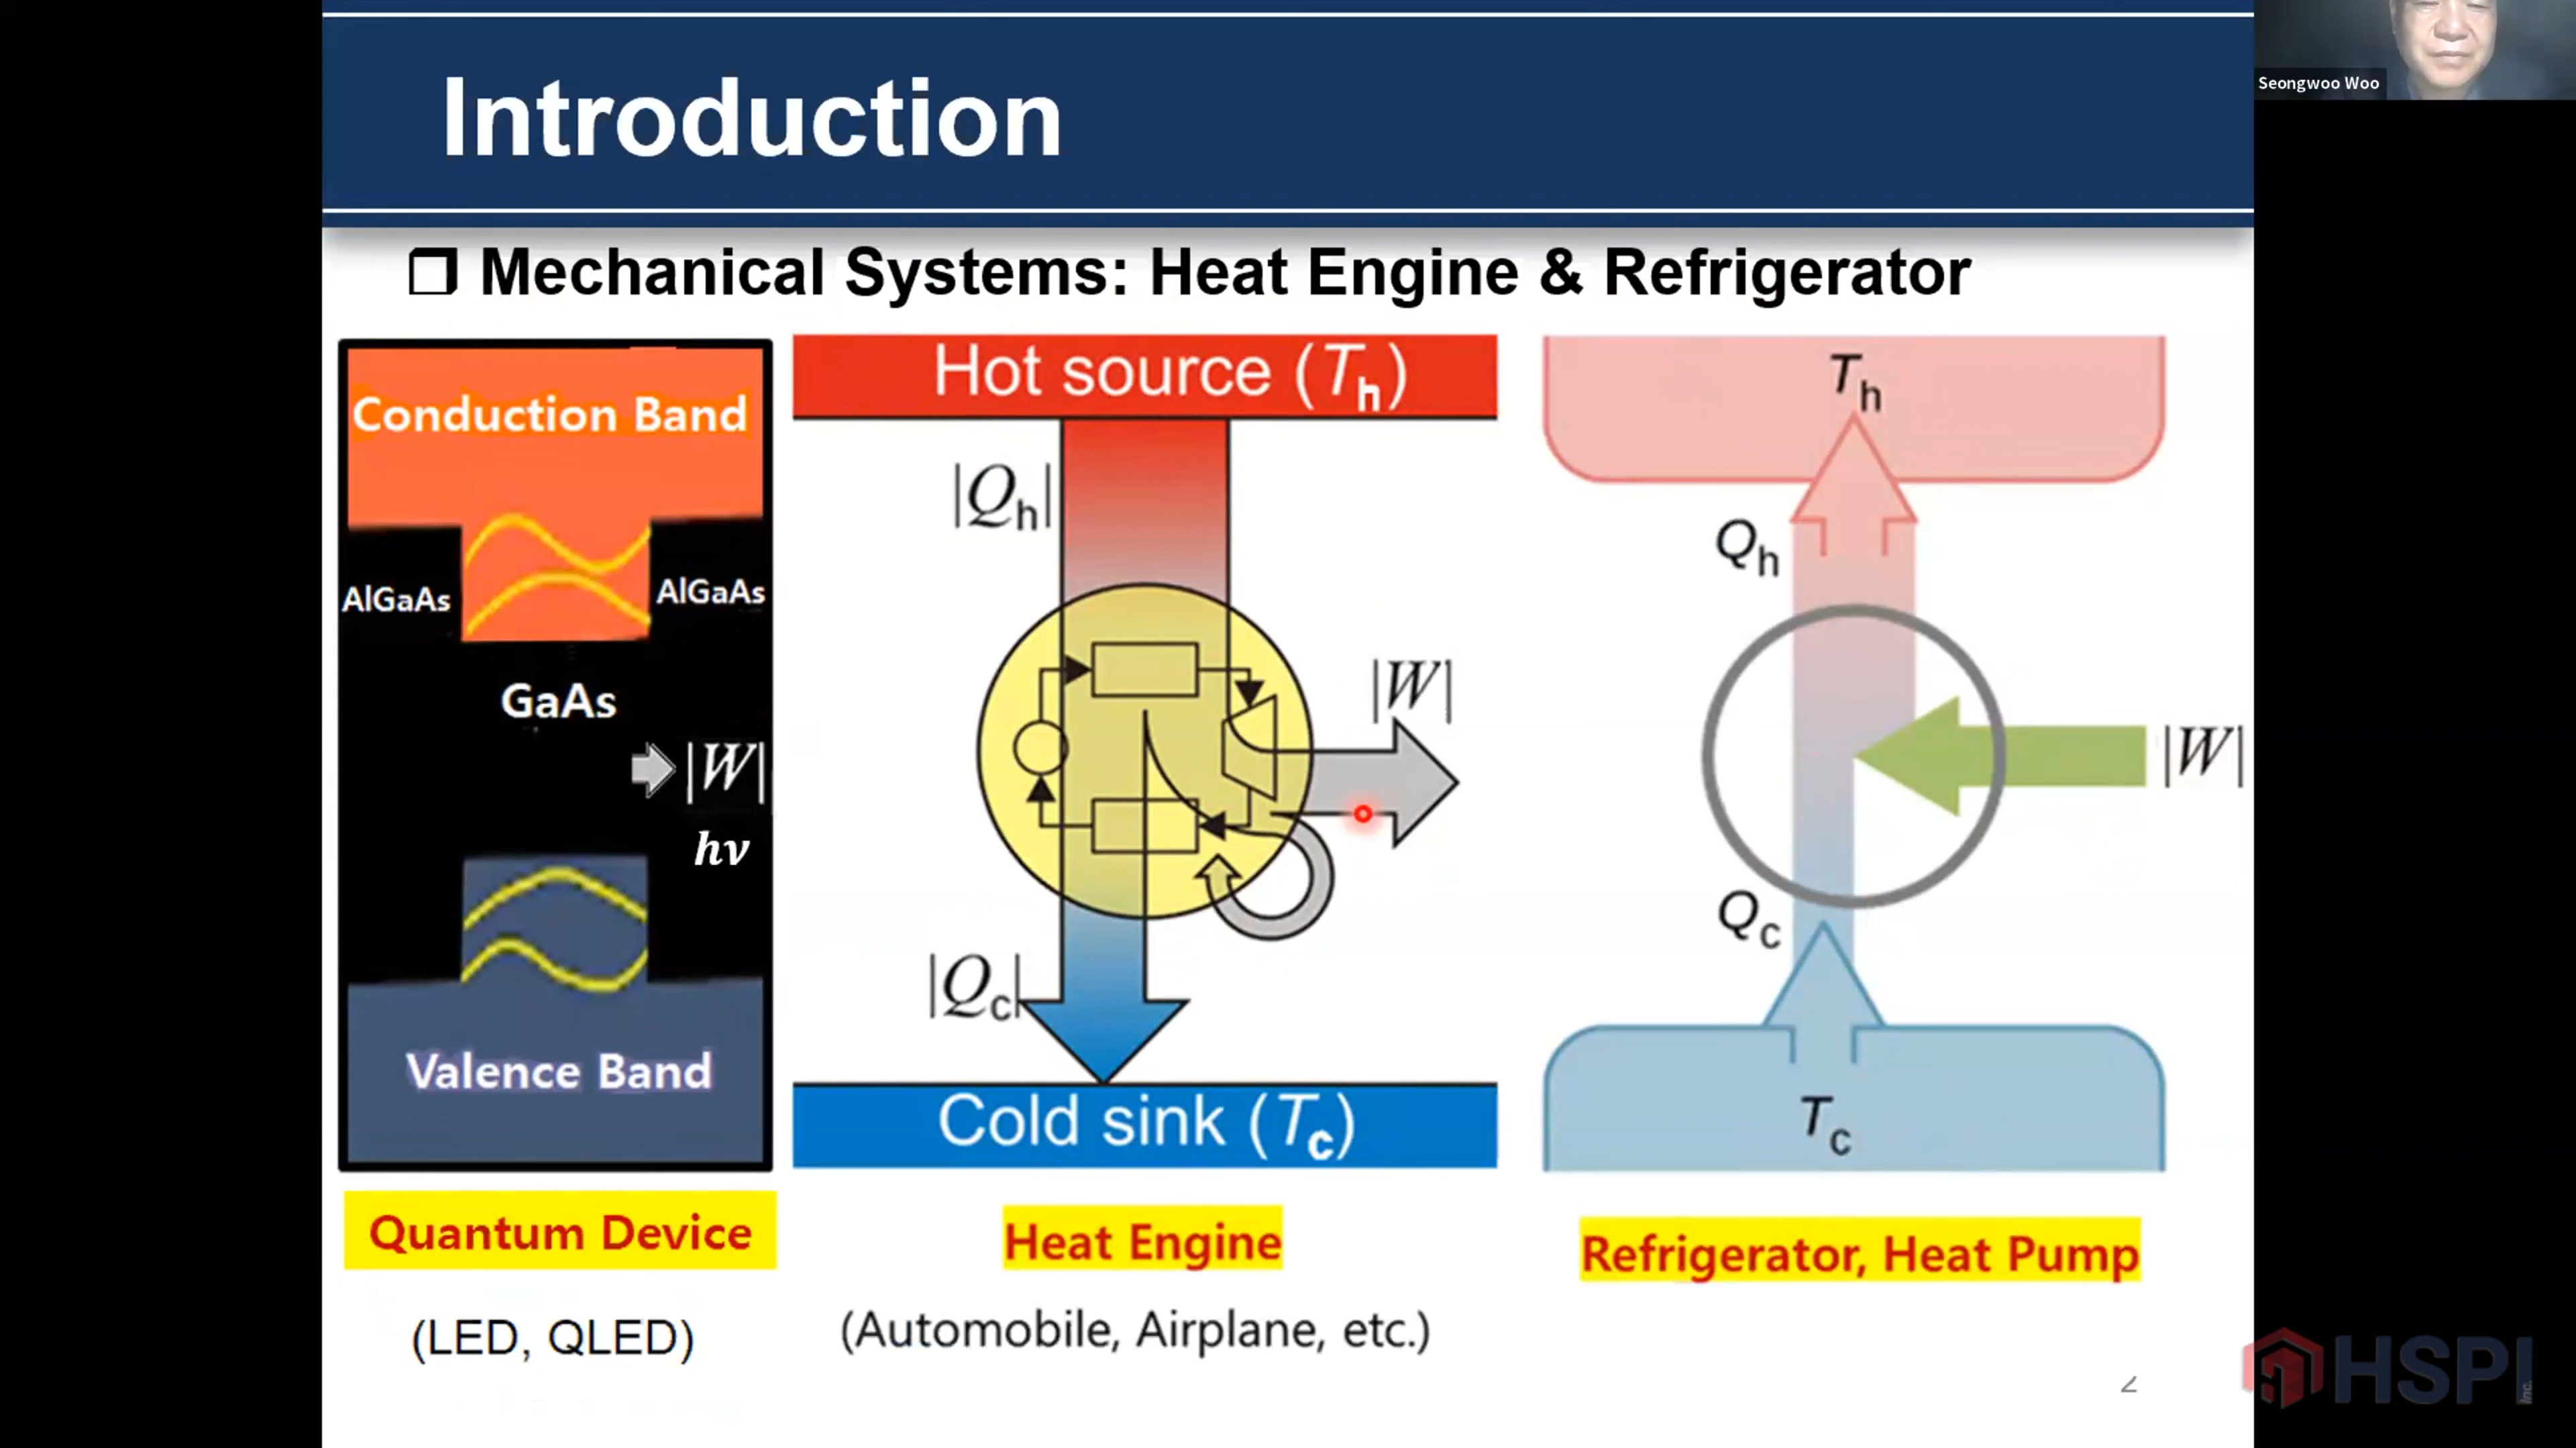 Introduction
Seongwoo Woo
❒ Mechanical Systems: Heat Engine & Refrigerator
Conduction Band
AlGaAs
AlGaAs
GaAs
|W|
hν
Valence Band
Quantum Device
(LED, QLED)
Hot source (Th)
|Qh|
|W|
|Qc|
Cold sink (Tc)
Heat Engine
(Automobile, Airplane, etc.)
Th
Qh
|W|
Qc
Tc
Refrigerator, Heat Pump
2
HSPI Inc.